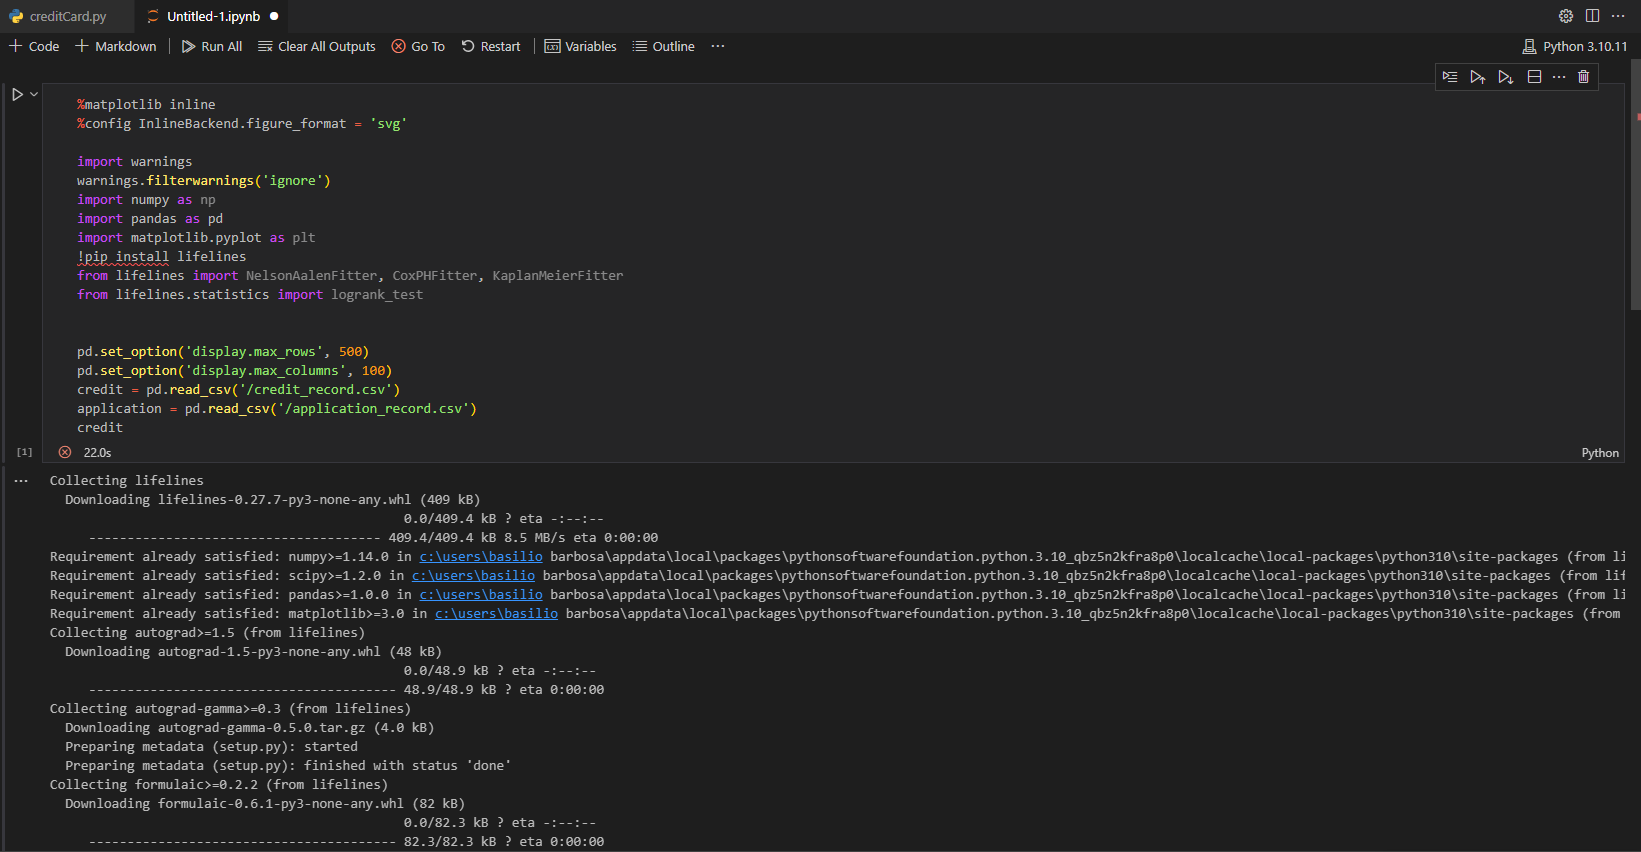 creditCard.py Untitled-1.ipynb
Code Markdown Run All Clear All Outputs Go To Restart Variables Outline ... Python 3.10.11
%matplotlib inline
%config InlineBackend.figure_format = 'svg'
import warnings
warnings.filterwarnings('ignore')
import numpy as np
import pandas as pd
import matplotlib.pyplot as plt
!pip install lifelines
from lifelines import NelsonAalenFitter, CoxPHFitter, KaplanMeierFitter
from lifelines.statistics import logrank_test
pd.set_option('display.max_rows', 500)
pd.set_option('display.max_columns', 100)
credit = pd.read_csv('/credit_record.csv')
application = pd.read_csv('/application_record.csv')
credit
[1] 22.0s Python
... Collecting lifelines
Downloading lifelines-0.27.7-py3-none-any.whl (409 kB)
0.0/409.4 kB ? eta -:--:--
-------------------------------------- 409.4/409.4 kB 8.5 MB/s eta 0:00:00
Requirement already satisfied: numpy>=1.14.0 in c:\users\basilio barbosa\appdata\local\packages\pythonsoftwarefoundation.python.3.10_qbz5n2kfra8p0\localcache\local-packages\python310\site-packages (from li
Requirement already satisfied: scipy>=1.2.0 in c:\users\basilio barbosa\appdata\local\packages\pythonsoftwarefoundation.python.3.10_qbz5n2kfra8p0\localcache\local-packages\python310\site-packages (from lif
Requirement already satisfied: pandas>=1.0.0 in c:\users\basilio barbosa\appdata\local\packages\pythonsoftwarefoundation.python.3.10_qbz5n2kfra8p0\localcache\local-packages\python310\site-packages (from li
Requirement already satisfied: matplotlib>=3.0 in c:\users\basilio barbosa\appdata\local\packages\pythonsoftwarefoundation.python.3.10_qbz5n2kfra8p0\localcache\local-packages\python310\site-packages (from
Collecting autograd>=1.5 (from lifelines)
Downloading autograd-1.5-py3-none-any.whl (48 kB)
0.0/48.9 kB ? eta -:--:--
---------------------------------------- 48.9/48.9 kB ? eta 0:00:00
Collecting autograd-gamma>=0.3 (from lifelines)
Downloading autograd-gamma-0.5.0.tar.gz (4.0 kB)
Preparing metadata (setup.py): started
Preparing metadata (setup.py): finished with status 'done'
Collecting formulaic>=0.2.2 (from lifelines)
Downloading formulaic-0.6.1-py3-none-any.whl (82 kB)
0.0/82.3 kB ? eta -:--:--
---------------------------------------- 82.3/82.3 kB ? eta 0:00:00